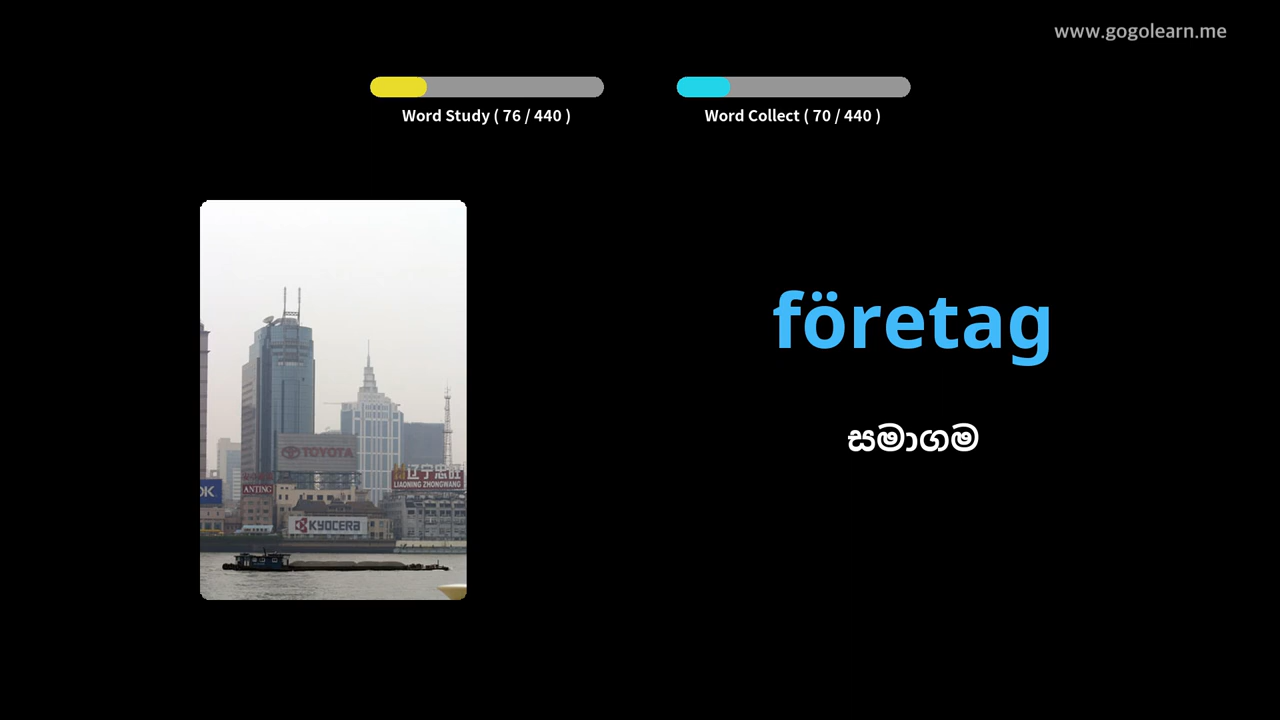 www.gogolearn.me
Word Study ( 76 / 440 )
Word Collect ( 70 / 440 )
företag
සමාගම
TOYOTA
ANTING
LIAONING ZHONGWANG
KYOCERA